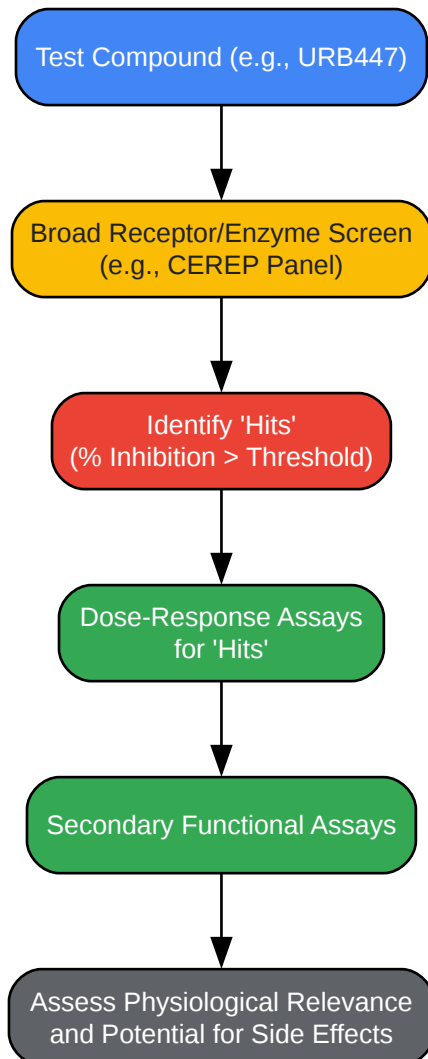 Test Compound (e.g., URB447)
Broad Receptor/Enzyme Screen
(e.g., CEREP Panel)
Identify 'Hits'
(% Inhibition > Threshold)
Dose-Response Assays
for 'Hits'
Secondary Functional Assays
Assess Physiological Relevance
and Potential for Side Effects